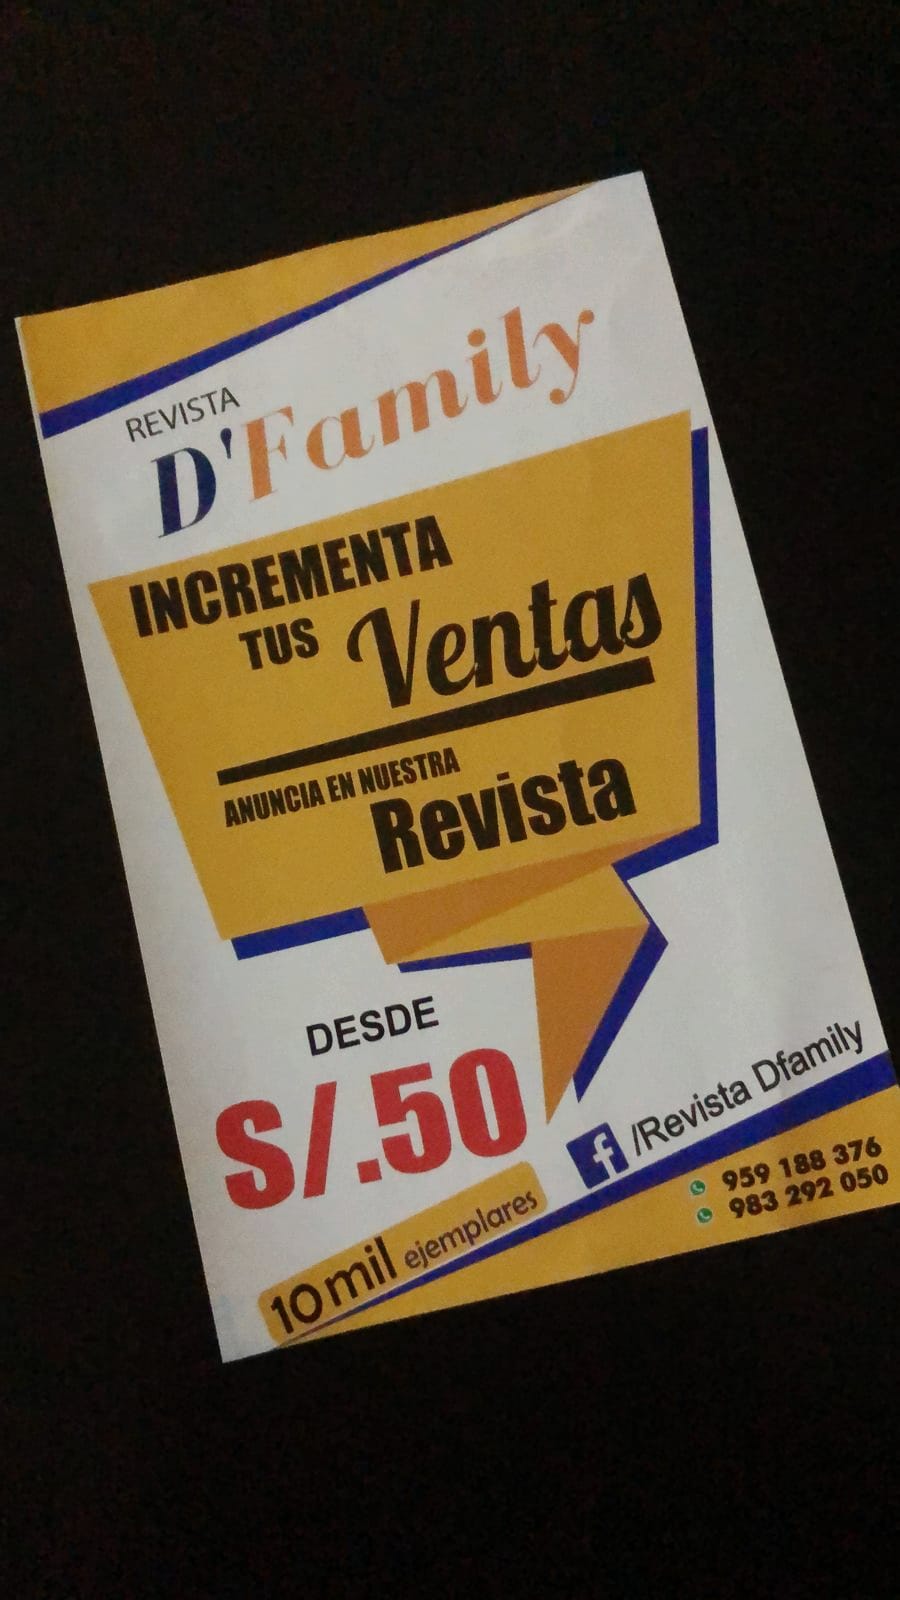 REVISTA
D'Family
INCREMENTA
TUS Ventas
ANUNCIA EN NUESTRA
Revista
DESDE
S/.50
10 mil ejemplares
/Revista Dfamily
959 188 376
983 292 050